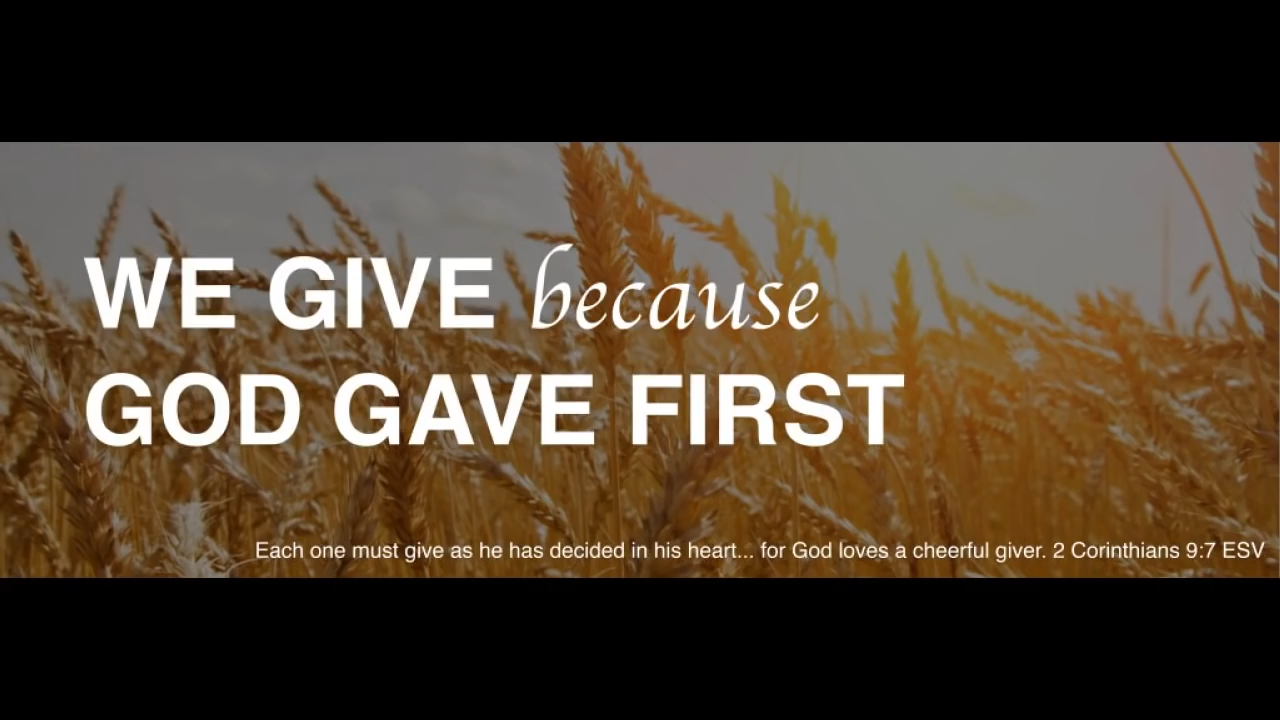 WE GIVE because
GOD GAVE FIRST
Each one must give as he has decided in his heart... for God loves a cheerful giver. 2 Corinthians 9:7 ESV